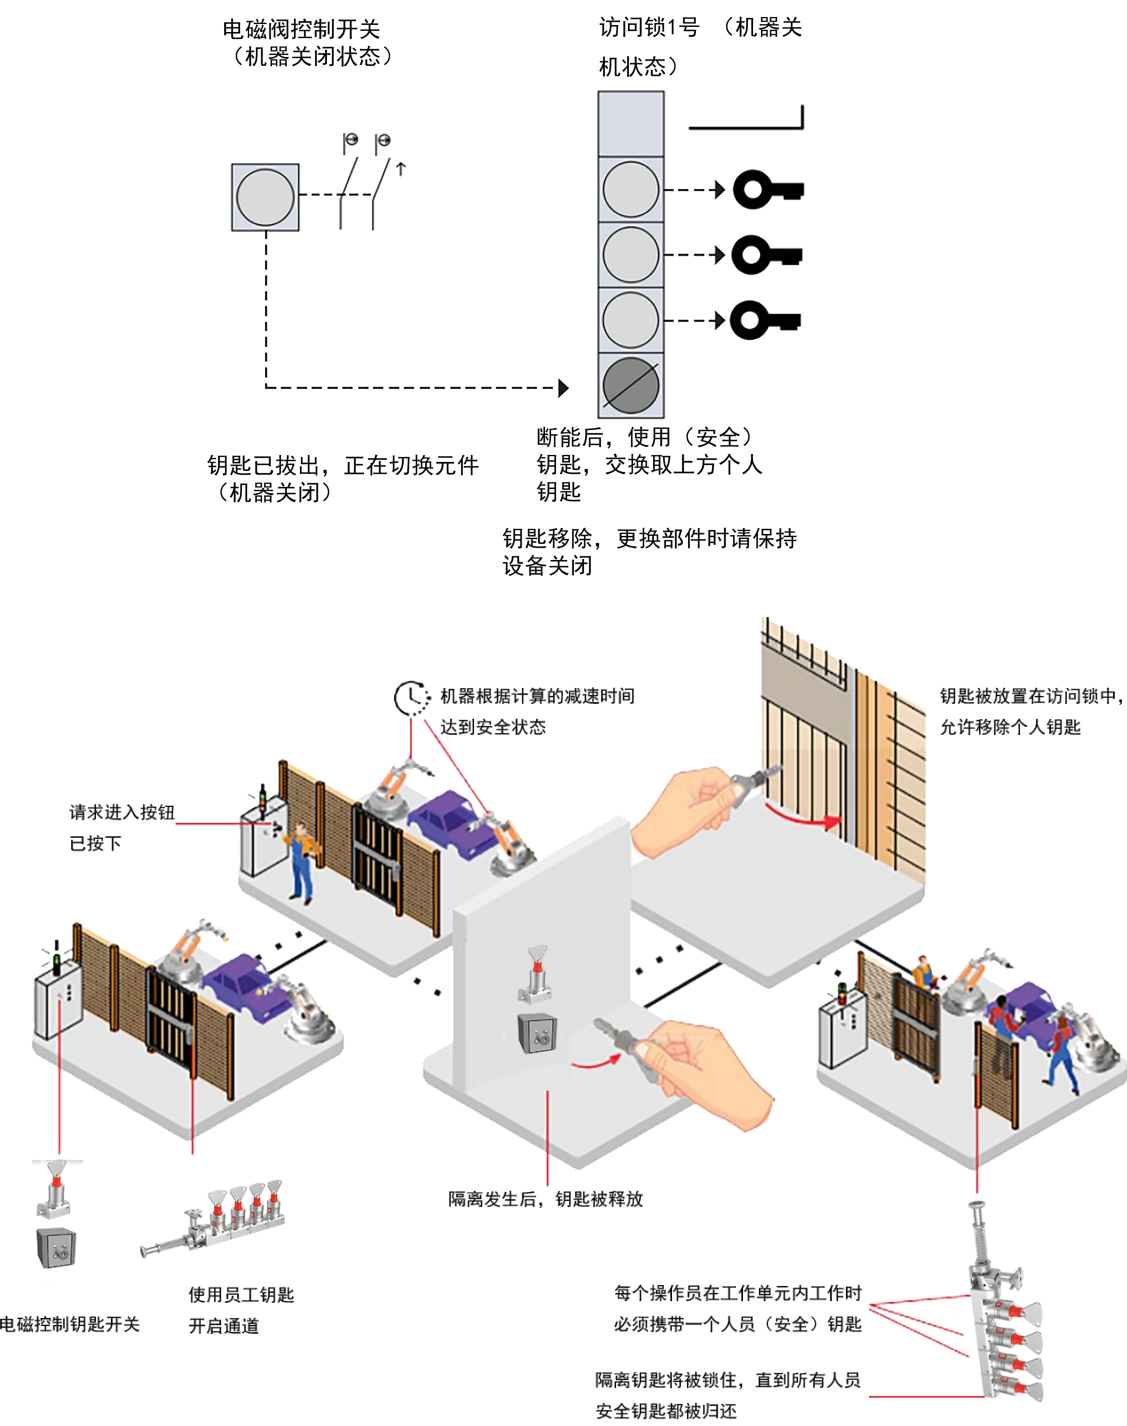 电磁阀控制开关
（机器关闭状态）
访问锁1号 （机器关
机状态）
断能后，使用（安全）
钥匙，交换取上方个人
钥匙
钥匙已拔出，正在切换元件
（机器关闭）
钥匙移除，更换部件时请保持
设备关闭
机器根据计算的减速时间
达到安全状态
钥匙被放置在访问锁中，
允许移除个人钥匙
请求进入按钮
已按下
隔离发生后，钥匙被释放
使用员工钥匙
开启通道
电磁控制钥匙开关
每个操作员在工作单元内工作时
必须携带一个人员（安全）钥匙
隔离钥匙将被锁住，直到所有人员
安全钥匙都被归还